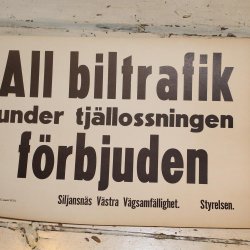 All biltrafik
under tjällossningen
förbjuden
Siljansnäs Västra Vägsamfällighet. Styrelsen.